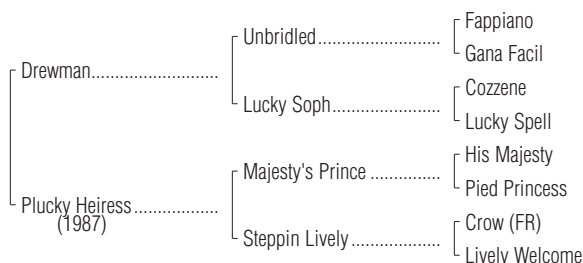 Fappiano
Unbridled
Gana Facil
Drewman
Cozzene
Lucky Soph
Lucky Spell
His Majesty
Majesty's Prince
Pied Princess
Plucky Heiress
(1987)
Crow (FR)
Steppin Lively
Lively Welcome